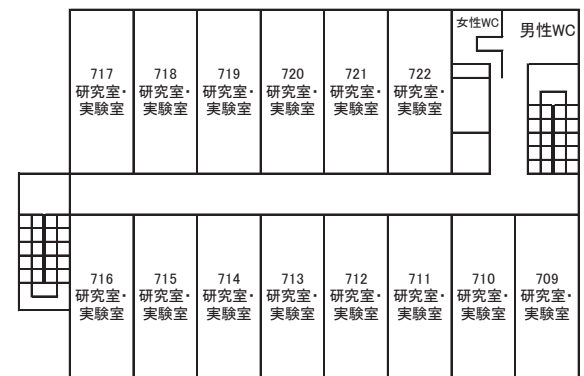 女性WC
男性WC
717
研究室・
実験室
718
研究室・
実験室
719
研究室・
実験室
720
研究室・
実験室
721
研究室・
実験室
722
研究室・
実験室
716
研究室・
実験室
715
研究室・
実験室
714
研究室・
実験室
713
研究室・
実験室
712
研究室・
実験室
711
研究室・
実験室
710
研究室・
実験室
709
研究室・
実験室